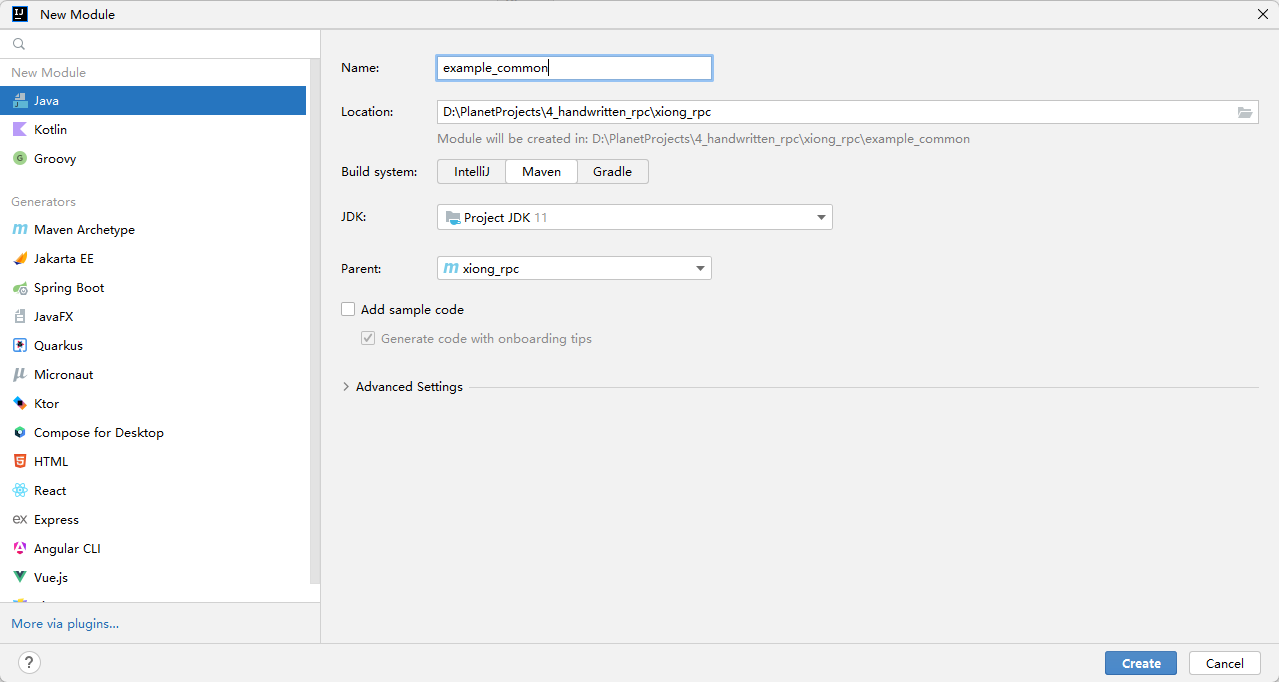 New Module
New Module
Java
Kotlin
Groovy
Generators
Maven Archetype
Jakarta EE
Spring Boot
JavaFX
Quarkus
Micronaut
Ktor
Compose for Desktop
HTML
React
Express
Angular CLI
Vue.js
More via plugins...
Name: example_common
Location: D:\PlanetProjects\4_handwritten_rpc\xiong_rpc
Module will be created in: D:\PlanetProjects\4_handwritten_rpc\xiong_rpc\example_common
Build system: IntelliJ Maven Gradle
JDK: Project JDK 11
Parent: xiong_rpc
Add sample code
Generate code with onboarding tips
Advanced Settings
? Create Cancel